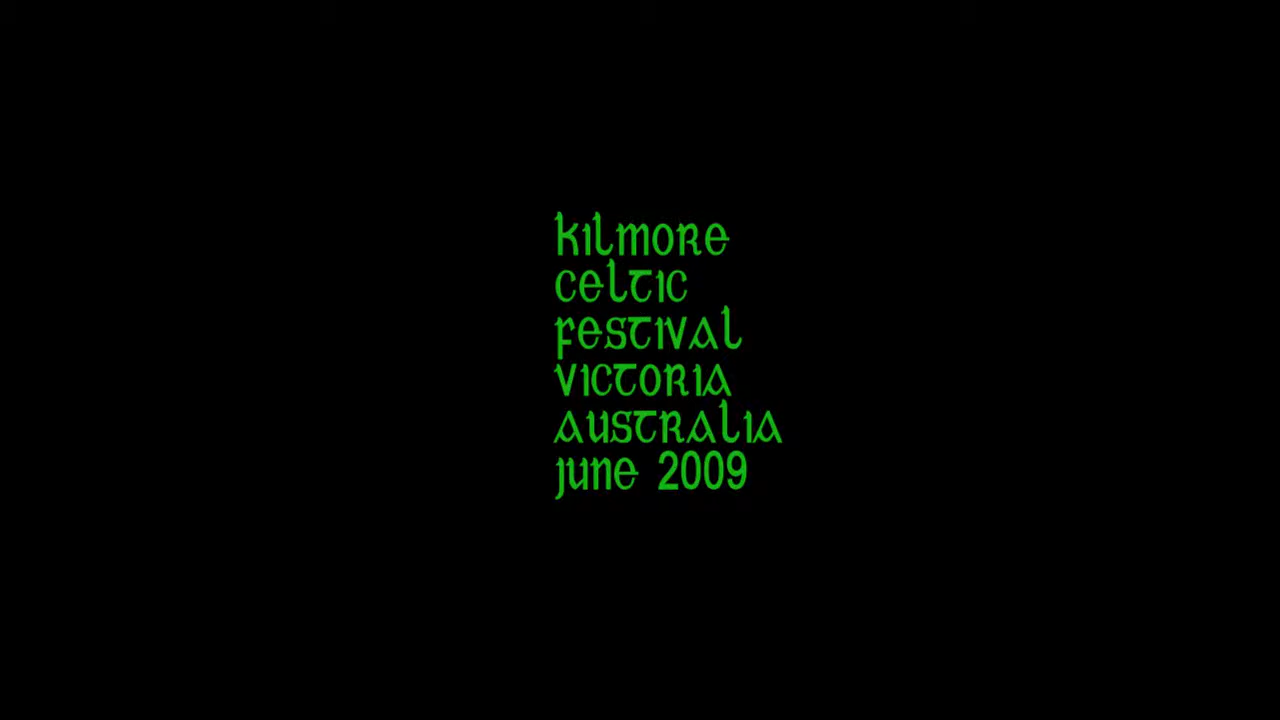 kilmore
celtic
festival
victoria
australia
june 2009